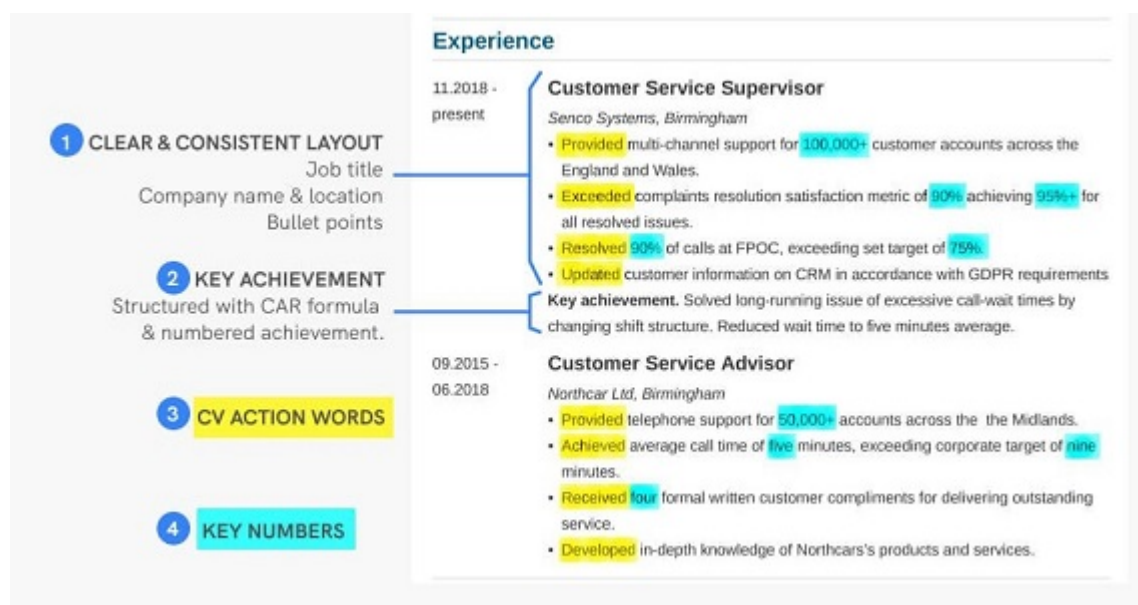 Experience
11.2018 -
present
Customer Service Supervisor
Senco Systems, Birmingham
• Provided multi-channel support for 100,000+ customer accounts across the
England and Wales.
• Exceeded complaints resolution satisfaction metric of 90% achieving 95%+ for
all resolved issues.
• Resolved 90% of calls at FPOC, exceeding set target of 75%.
• Updated customer information on CRM in accordance with GDPR requirements
Key achievement. Solved long-running issue of excessive call-wait times by
changing shift structure. Reduced wait time to five minutes average.
09.2015 -
06.2018
Customer Service Advisor
Northcar Ltd, Birmingham
• Provided telephone support for 50,000+ accounts across the the Midlands.
• Achieved average call time of five minutes, exceeding corporate target of nine
minutes.
• Received four formal written customer compliments for delivering outstanding
service.
• Developed in-depth knowledge of Northcars's products and services.
1 CLEAR & CONSISTENT LAYOUT
Job title
Company name & location
Bullet points
2 KEY ACHIEVEMENT
Structured with CAR formula
& numbered achievement.
3 CV ACTION WORDS
4 KEY NUMBERS